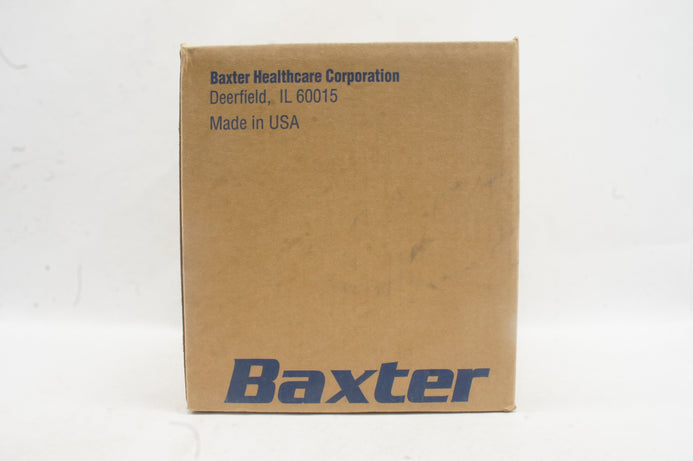 Baxter Healthcare Corporation
Deerfield, IL 60015
Made in USA
Baxter